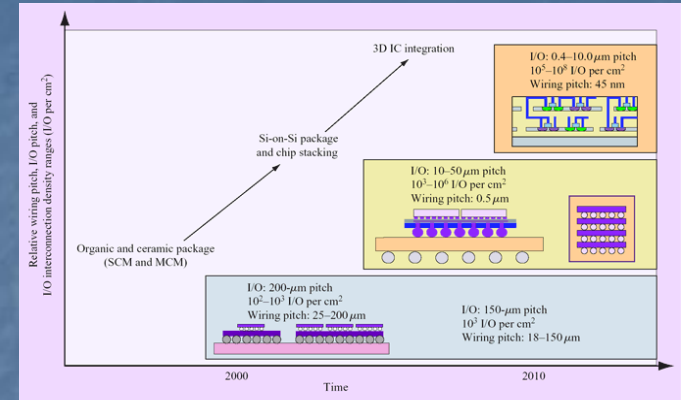 Relative wiring pitch, I/O pitch, and
I/O interconnection density ranges (I/O per cm²)
3D IC integration
I/O: 0.4–10.0 μm pitch
10⁵–10⁸ I/O per cm²
Wiring pitch: 45 nm
Si-on-Si package
and chip stacking
I/O: 10–50 μm pitch
10³–10⁶ I/O per cm²
Wiring pitch: 0.5 μm
Organic and ceramic package
(SCM and MCM)
I/O: 200-μm pitch
10²–10³ I/O per cm²
Wiring pitch: 25–200 μm
I/O: 150-μm pitch
10³ I/O per cm²
Wiring pitch: 18–150 μm
2000
2010
Time